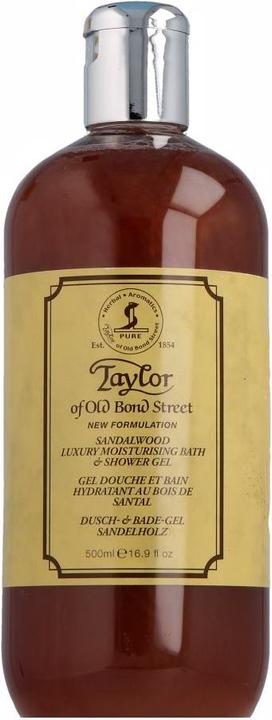 Herbal • Aromatics
PURE
Taylor of Old Bond Street
Est. 1854
Taylor
of Old Bond Street
NEW FORMULATION
SANDALWOOD
LUXURY MOISTURISING BATH
& SHOWER GEL
GEL DOUCHE ET BAIN
HYDRATANT AU BOIS DE
SANTAL
DUSCH- & BADE-GEL
SANDELHOLZ
500ml ℮ 16.9 fl oz